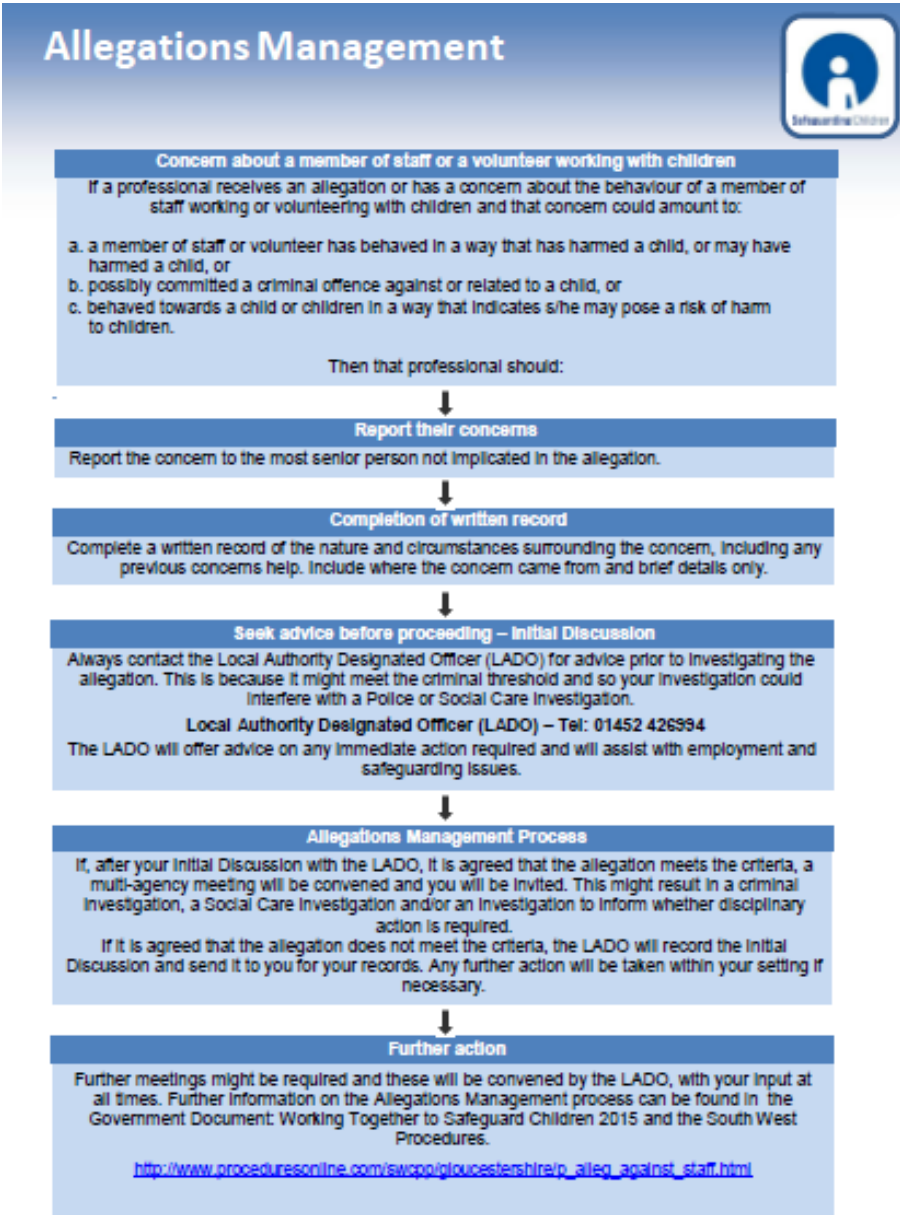 Allegations Management
Safeguarding Children
Concern about a member of staff or a volunteer working with children
If a professional receives an allegation or has a concern about the behaviour of a member of
staff working or volunteering with children and that concern could amount to:
a. a member of staff or volunteer has behaved in a way that has harmed a child, or may have
harmed a child, or
b. possibly committed a criminal offence against or related to a child, or
c. behaved towards a child or children in a way that indicates s/he may pose a risk of harm
to children.
Then that professional should:
Report their concerns
Report the concern to the most senior person not implicated in the allegation.
Completion of written record
Complete a written record of the nature and circumstances surrounding the concern, including any
previous concerns help. Include where the concern came from and brief details only.
Seek advice before proceeding – Initial Discussion
Always contact the Local Authority Designated Officer (LADO) for advice prior to investigating the
allegation. This is because it might meet the criminal threshold and so your investigation could
interfere with a Police or Social Care investigation.
Local Authority Designated Officer (LADO) – Tel: 01452 426994
The LADO will offer advice on any immediate action required and will assist with employment and
safeguarding issues.
Allegations Management Process
If, after your Initial Discussion with the LADO, it is agreed that the allegation meets the criteria, a
multi-agency meeting will be convened and you will be invited. This might result in a criminal
investigation, a Social Care investigation and/or an investigation to inform whether disciplinary
action is required.
If it is agreed that the allegation does not meet the criteria, the LADO will record the Initial
Discussion and send it to you for your records. Any further action will be taken within your setting if
necessary.
Further action
Further meetings might be required and these will be convened by the LADO, with your input at
all times. Further information on the Allegations Management process can be found in the
Government Document: Working Together to Safeguard Children 2015 and the South West
Procedures.
http://www.proceduresonline.com/swcpp/gloucestershire/p_alleg_against_staff.html